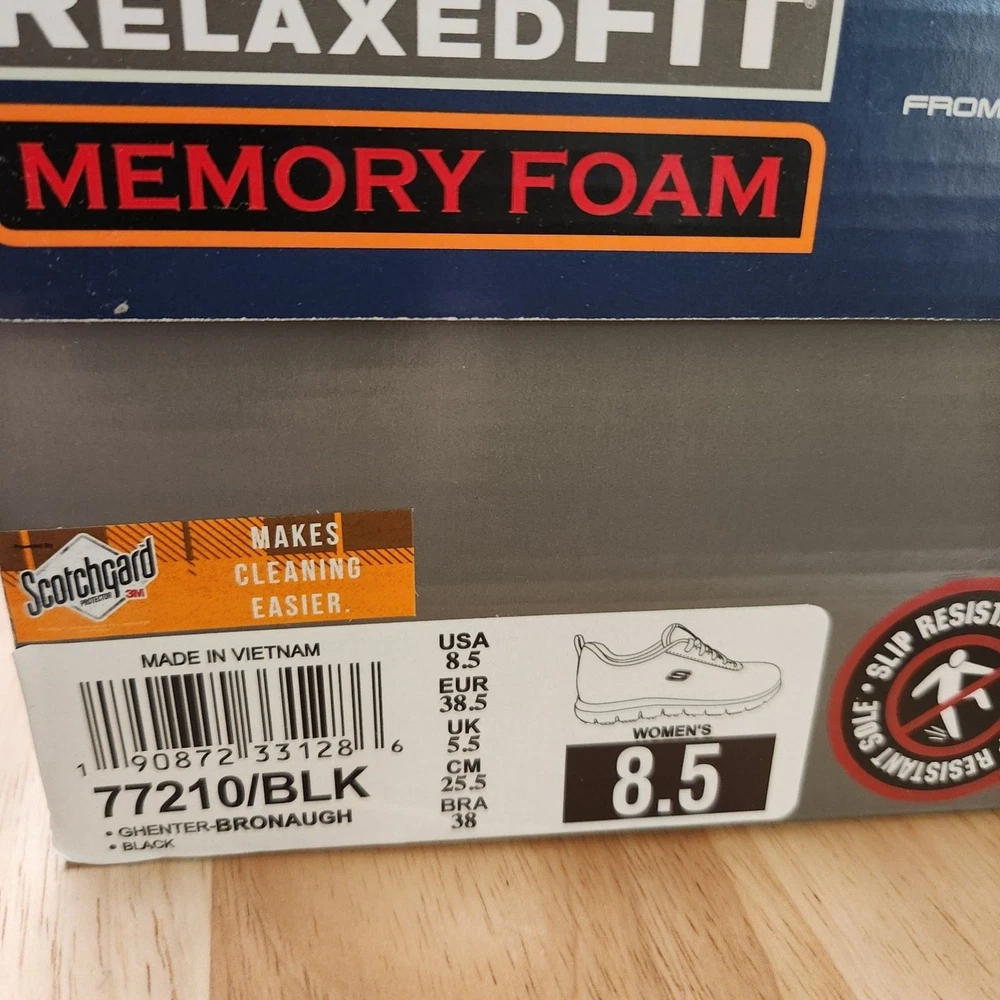 RELAXEDFIT®
FROM
MEMORY FOAM
Scotchgard
PROTECTOR 3M
MAKES
CLEANING
EASIER.
MADE IN VIETNAM
1 90872 33128 6
77210/BLK
• GHENTER-BRONAUGH
• BLACK
USA
8.5
EUR
38.5
UK
5.5
CM
25.5
BRA
38
S
WOMEN'S
8.5
• SLIP RESIST
RESISTANT SOLE